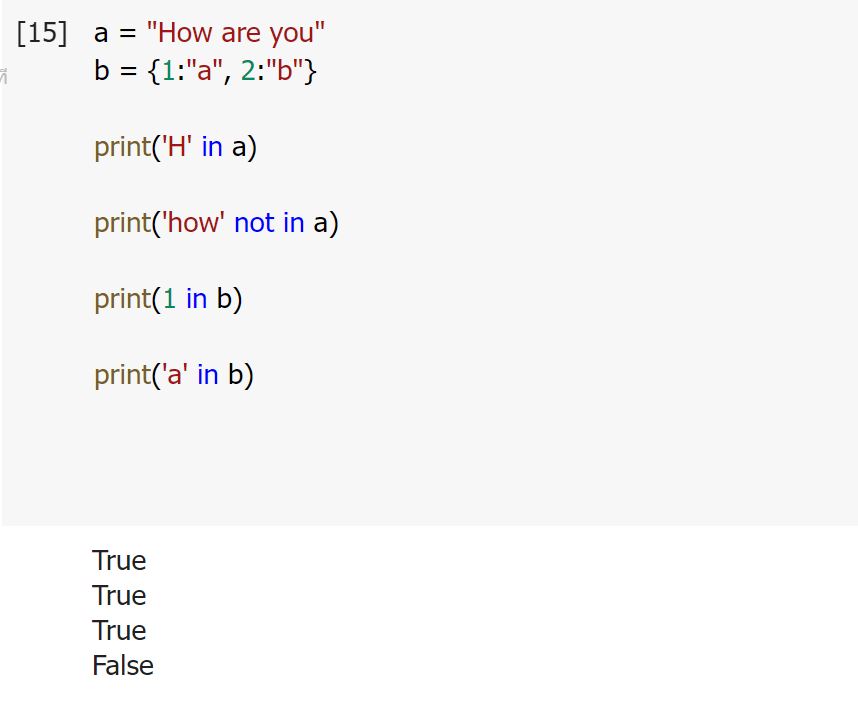 [15] a = "How are you"
b = {1:"a", 2:"b"}
print('H' in a)
print('how' not in a)
print(1 in b)
print('a' in b)
True
True
True
False